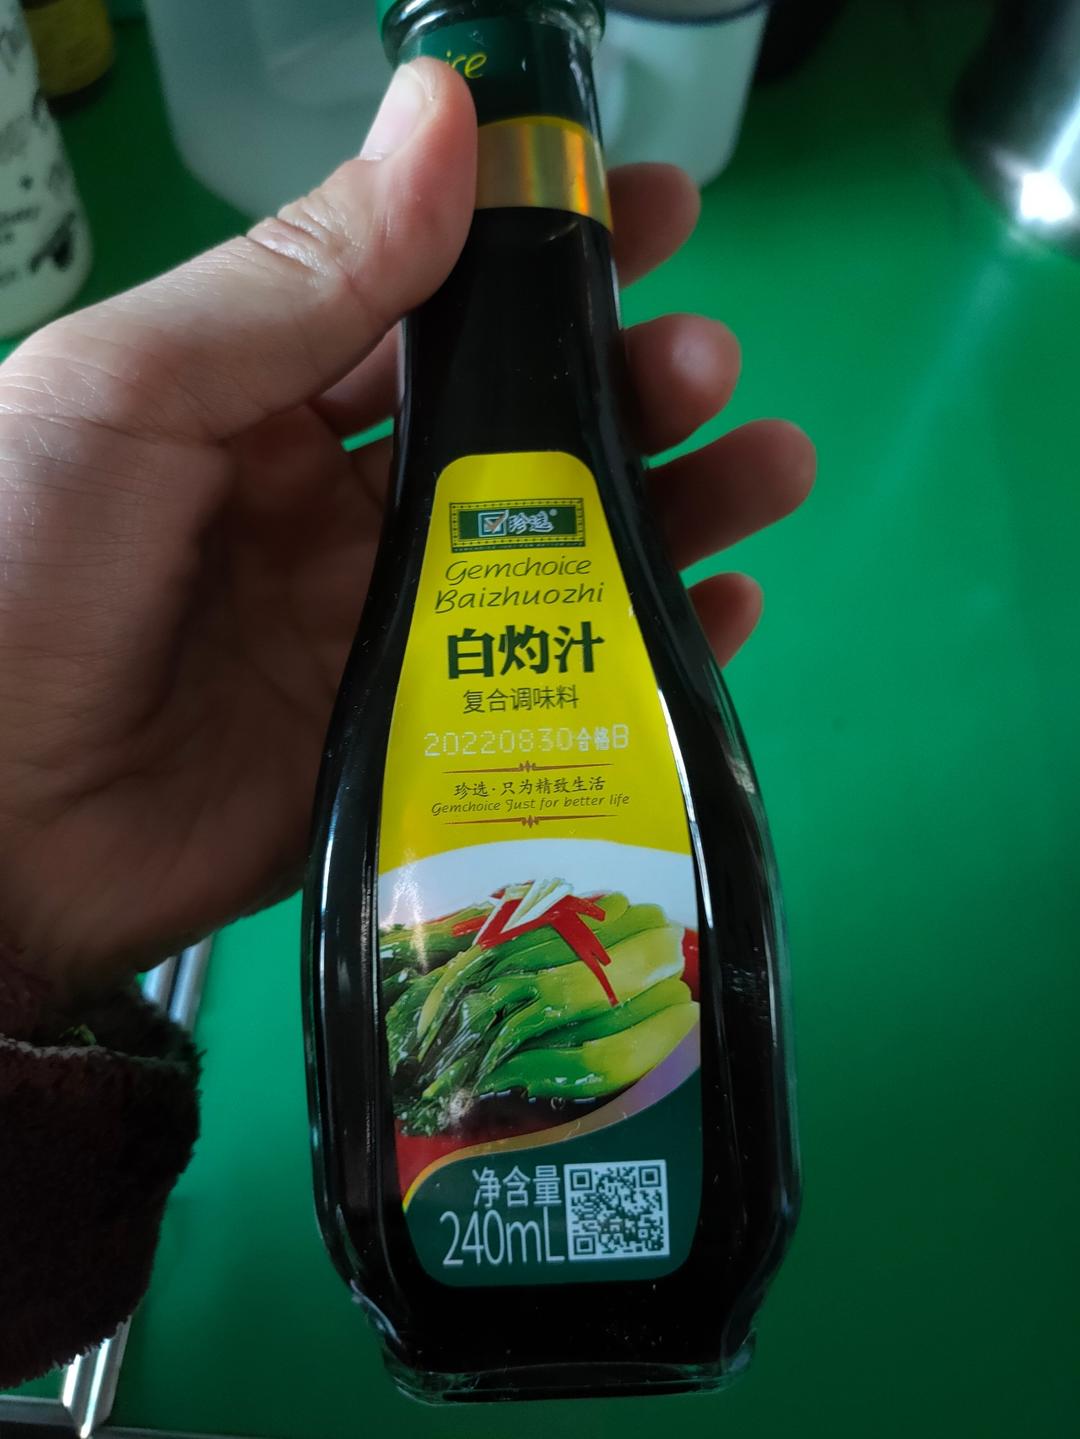 ice
珍选®
Gemchoice
Baizhuozhi
白灼汁
复合调味料
20220830合格B
珍选·只为精致生活
Gemchoice Just for better life
净含量
240mL